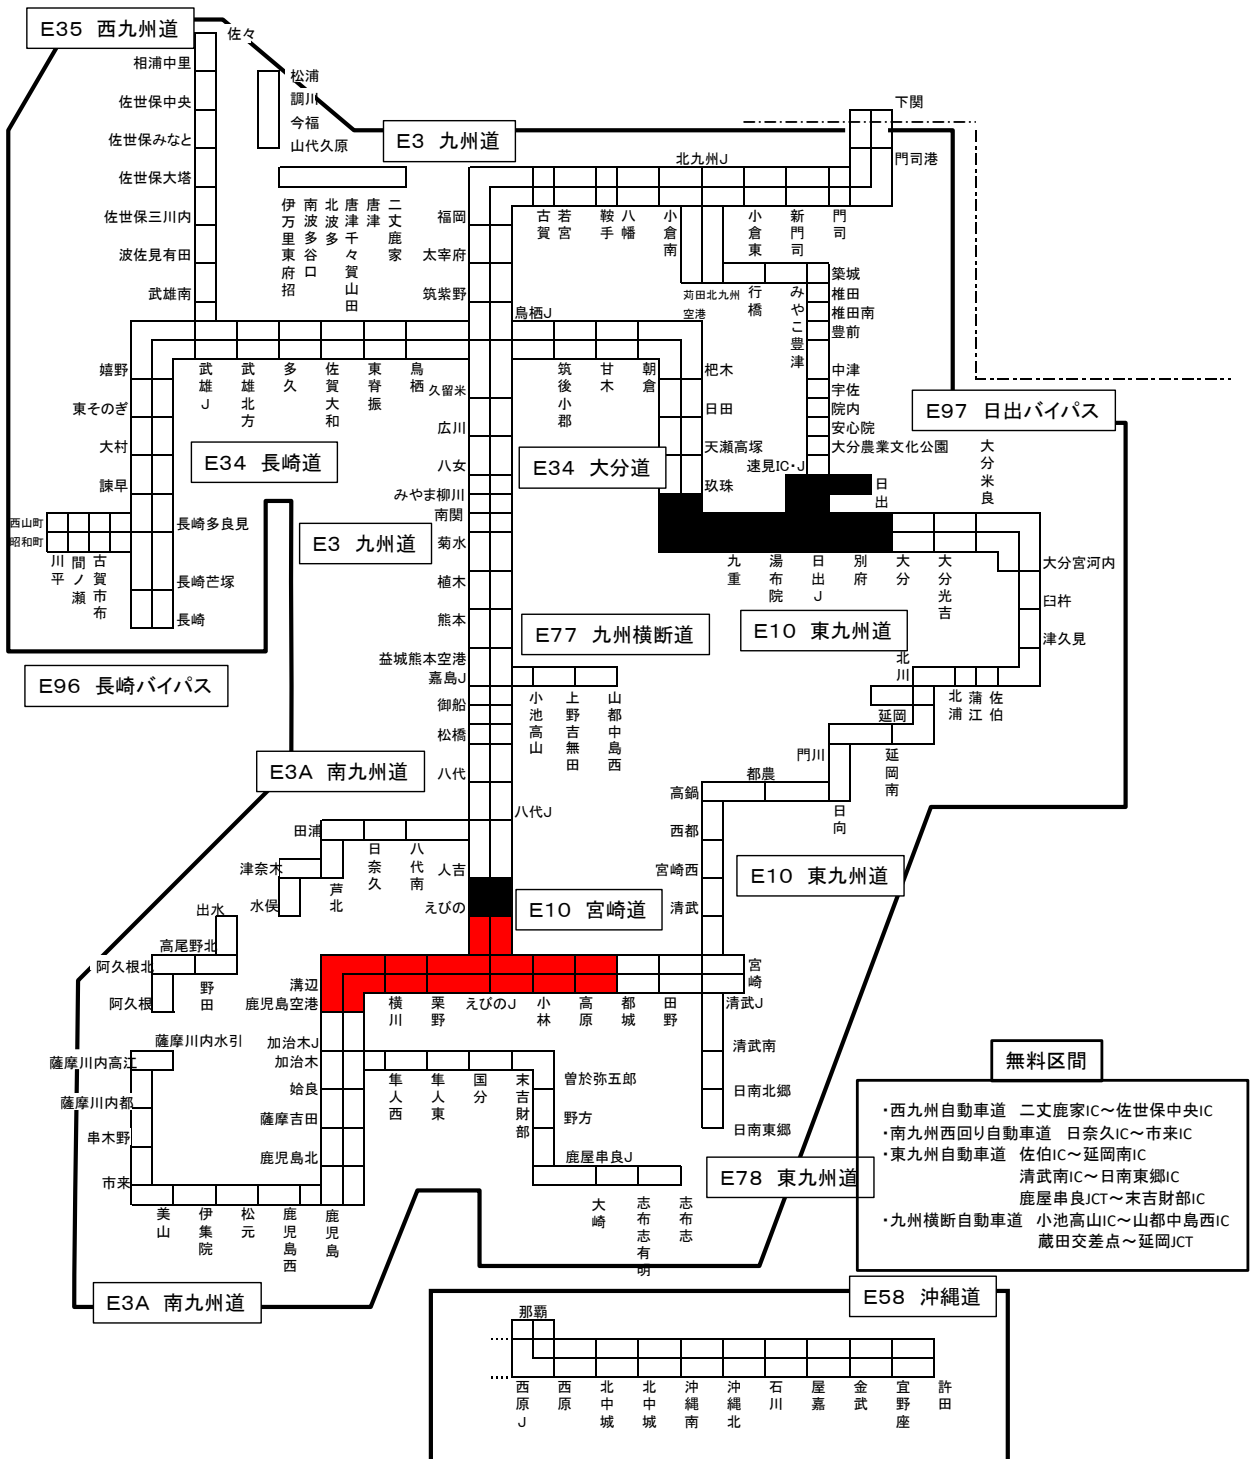 E35 西九州道
佐々
相浦中里
佐世保中央
佐世保みなと
佐世保大塔
佐世保三川内
波佐見有田
武雄南
松浦
調川
今福
山代久原
E3 九州道
下関
門司港
北九州J
伊万里東府招
南波多谷口
北波多
唐津千々賀山田
唐津
二丈鹿家
福岡
太宰府
筑紫野
古賀
若宮
鞍手
八幡
小倉南
小倉東
新門司
門司
苅田北九州
空港
行橋
みやこ豊津
築城
椎田
椎田南
豊前
中津
宇佐
院内
安心院
大分農業文化公園
速見IC・J
日出
鳥栖J
嬉野
東そのぎ
大村
諫早
武雄J
武雄北方
多久
佐賀大和
東脊振
鳥栖
久留米
広川
八女
みやま柳川
南関
菊水
植木
熊本
益城熊本空港
嘉島J
御船
松橋
八代
八代J
人吉
えびの
筑後小郡
甘木
朝倉
杷木
日田
天瀬高塚
玖珠
E97 日出バイパス
E34 長崎道
E34 大分道
大分米良
西山町
昭和町
川平
間ノ瀬
古賀市布
長崎多良見
長崎芒塚
長崎
E3 九州道
九重
湯布院
日出J
別府
大分
大分光吉
大分宮河内
臼杵
津久見
E77 九州横断道
E10 東九州道
E96 長崎バイパス
小池高山
上野吉無田
山都中島西
北川
北浦
蒲江
佐伯
延岡
延岡南
門川
日向
都農
高鍋
西都
宮崎西
清武
E3A 南九州道
田浦
日奈久
八代南
津奈木
芦北
水俣
E10 宮崎道
E10 東九州道
出水
高尾野北
阿久根北
阿久根
野田
溝辺
鹿児島空港
横川
栗野
えびのJ
小林
高原
都城
田野
宮崎
清武J
清武南
日南北郷
日南東郷
薩摩川内水引
薩摩川内高江
薩摩川内都
串木野
市来
加治木J
加治木
姶良
薩摩吉田
鹿児島北
隼人西
隼人東
国分
末吉財部
曽於弥五郎
野方
鹿屋串良J
大崎
志布志有明
志布志
美山
伊集院
松元
鹿児島西
鹿児島
E78 東九州道
E3A 南九州道
無料区間
・西九州自動車道 二丈鹿家IC～佐世保中央IC
・南九州西回り自動車道 日奈久IC～市来IC
・東九州自動車道 佐伯IC～延岡南IC
清武南IC～日南東郷IC
鹿屋串良JCT～末吉財部IC
・九州横断自動車道 小池高山IC～山都中島西IC
蔵田交差点～延岡JCT
E58 沖縄道
那覇
西原J
西原
北中城
北中城
沖縄南
沖縄北
石川
屋嘉
金武
宜野座
許田